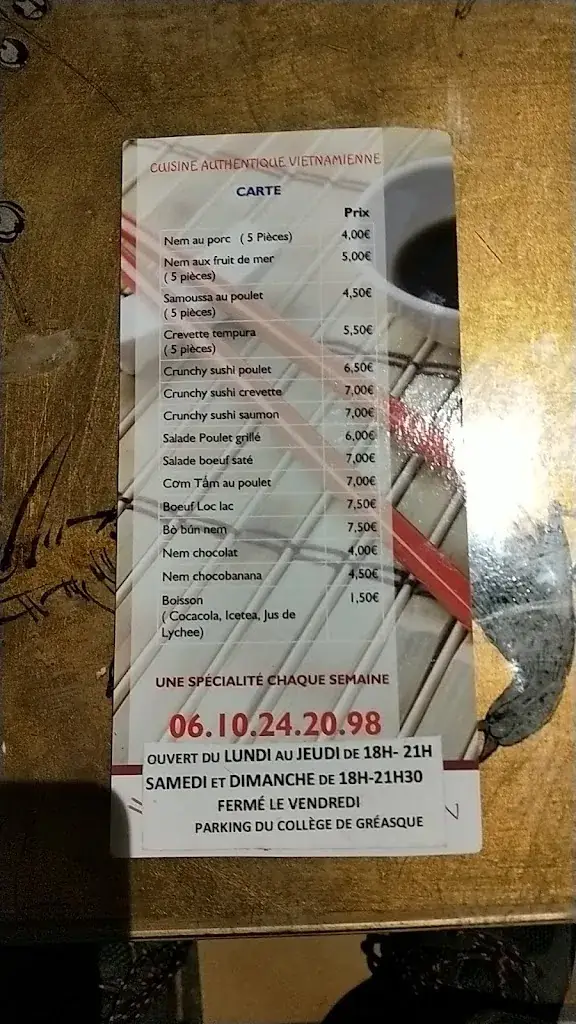 CUISINE AUTHENTIQUE VIETNAMIENNE
CARTE
Prix
Nem au porc ( 5 Pièces) 4,00€
Nem aux fruit de mer 5,00€
( 5 pièces)
Samoussa au poulet 4,50€
( 5 pièces)
Crevette tempura 5,50€
( 5 pièces)
Crunchy sushi poulet 6,50€
Crunchy sushi crevette 7,00€
Crunchy sushi saumon 7,00€
Salade Poulet grillé 6,00€
Salade boeuf saté 7,00€
Cơm Tấm au poulet 7,00€
Boeuf Loc lac 7,50€
Bò bún nem 7,50€
Nem chocolat 4,00€
Nem chocobanana 4,50€
Boisson 1,50€
( Cocacola, Icetea, Jus de
Lychee)
UNE SPÉCIALITÉ CHAQUE SEMAINE
06.10.24.20.98
OUVERT DU LUNDI AU JEUDI DE 18H- 21H
SAMEDI ET DIMANCHE DE 18H-21H30
FERMÉ LE VENDREDI
PARKING DU COLLÈGE DE GRÉASQUE